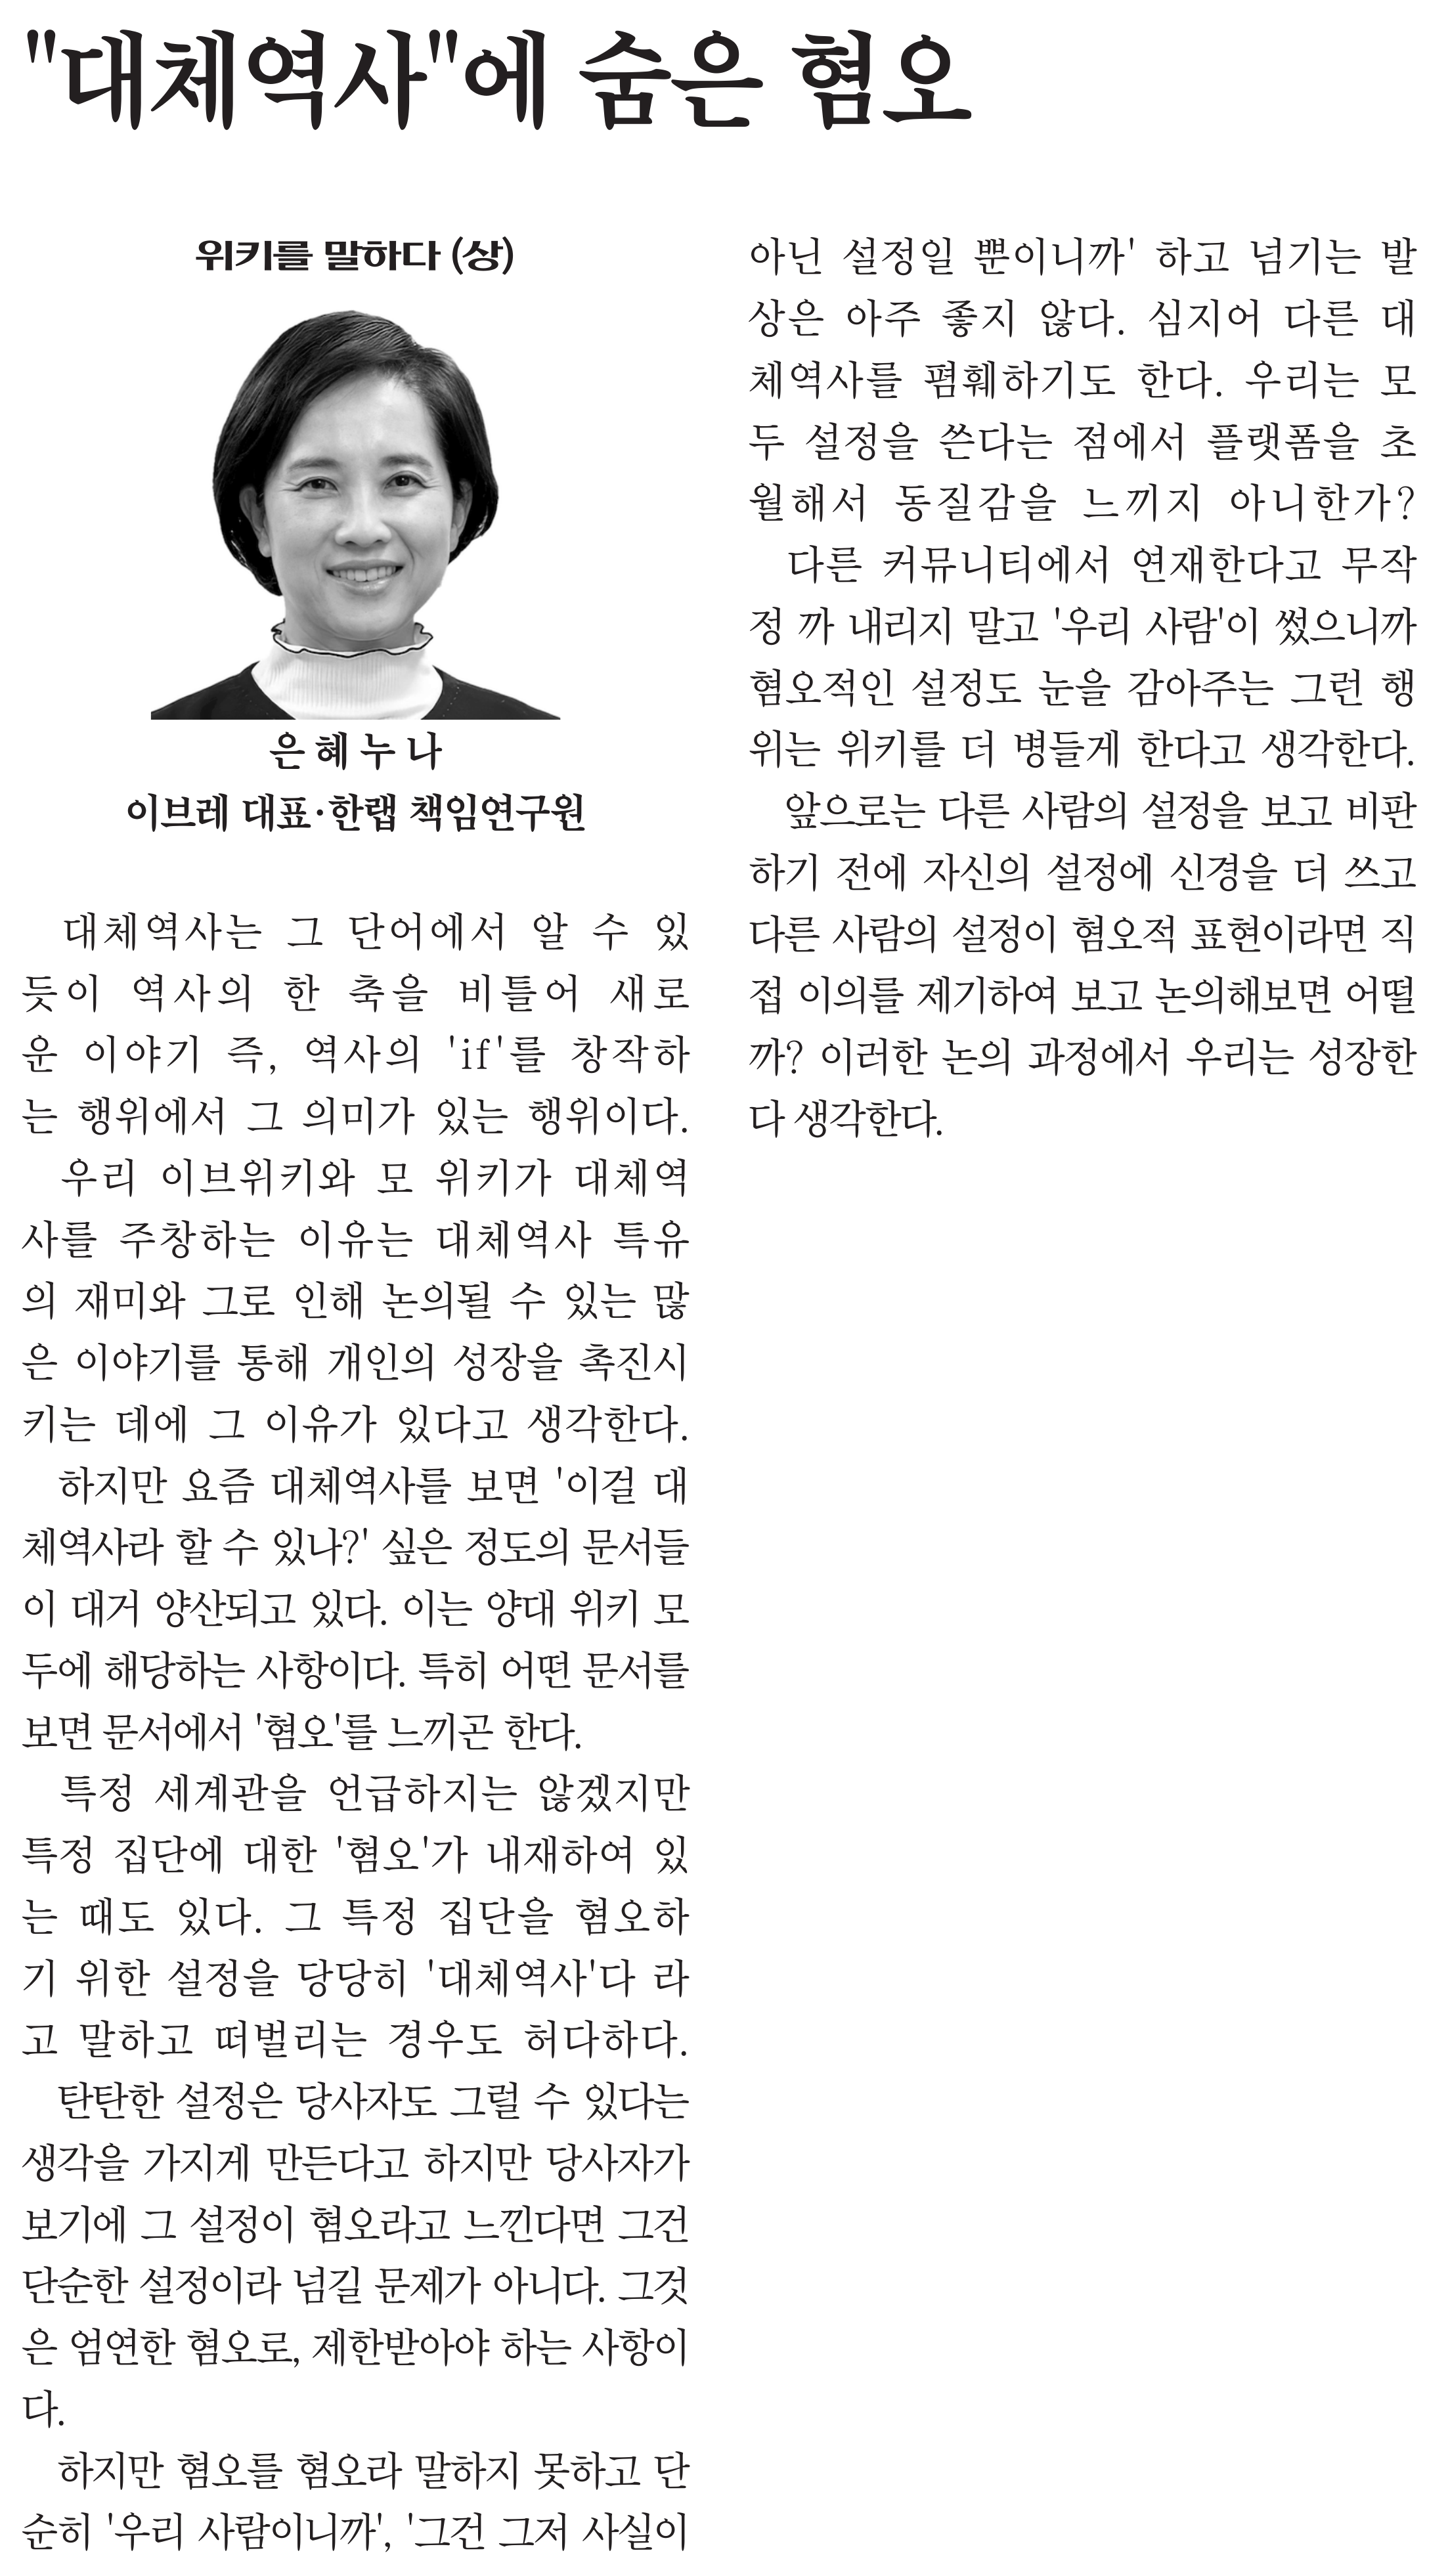 "대체역사"에 숨은 혐오
위키를 말하다 (상)
은 혜 누 나
이브레 대표·한랩 책임연구원
대체역사는 그 단어에서 알 수 있
듯이 역사의 한 축을 비틀어 새로
운 이야기 즉, 역사의 'if'를 창작하
는 행위에서 그 의미가 있는 행위이다.
우리 이브위키와 모 위키가 대체역
사를 주창하는 이유는 대체역사 특유
의 재미와 그로 인해 논의될 수 있는 많
은 이야기를 통해 개인의 성장을 촉진시
키는 데에 그 이유가 있다고 생각한다.
하지만 요즘 대체역사를 보면 '이걸 대
체역사라 할 수 있나?' 싶은 정도의 문서들
이 대거 양산되고 있다. 이는 양대 위키 모
두에 해당하는 사항이다. 특히 어떤 문서를
보면 문서에서 '혐오'를 느끼곤 한다.
특정 세계관을 언급하지는 않겠지만
특정 집단에 대한 '혐오'가 내재하여 있
는 때도 있다. 그 특정 집단을 혐오하
기 위한 설정을 당당히 '대체역사'다 라
고 말하고 떠벌리는 경우도 허다하다.
탄탄한 설정은 당사자도 그럴 수 있다는
생각을 가지게 만든다고 하지만 당사자가
보기에 그 설정이 혐오라고 느낀다면 그건
단순한 설정이라 넘길 문제가 아니다. 그것
은 엄연한 혐오로, 제한받아야 하는 사항이
다.
하지만 혐오를 혐오라 말하지 못하고 단
순히 '우리 사람이니까', '그건 그저 사실이
아닌 설정일 뿐이니까' 하고 넘기는 발
상은 아주 좋지 않다. 심지어 다른 대
체역사를 폄훼하기도 한다. 우리는 모
두 설정을 쓴다는 점에서 플랫폼을 초
월해서 동질감을 느끼지 아니한가?
다른 커뮤니티에서 연재한다고 무작
정 까 내리지 말고 '우리 사람'이 썼으니까
혐오적인 설정도 눈을 감아주는 그런 행
위는 위키를 더 병들게 한다고 생각한다.
앞으로는 다른 사람의 설정을 보고 비판
하기 전에 자신의 설정에 신경을 더 쓰고
다른 사람의 설정이 혐오적 표현이라면 직
접 이의를 제기하여 보고 논의해보면 어떨
까? 이러한 논의 과정에서 우리는 성장한
다 생각한다.